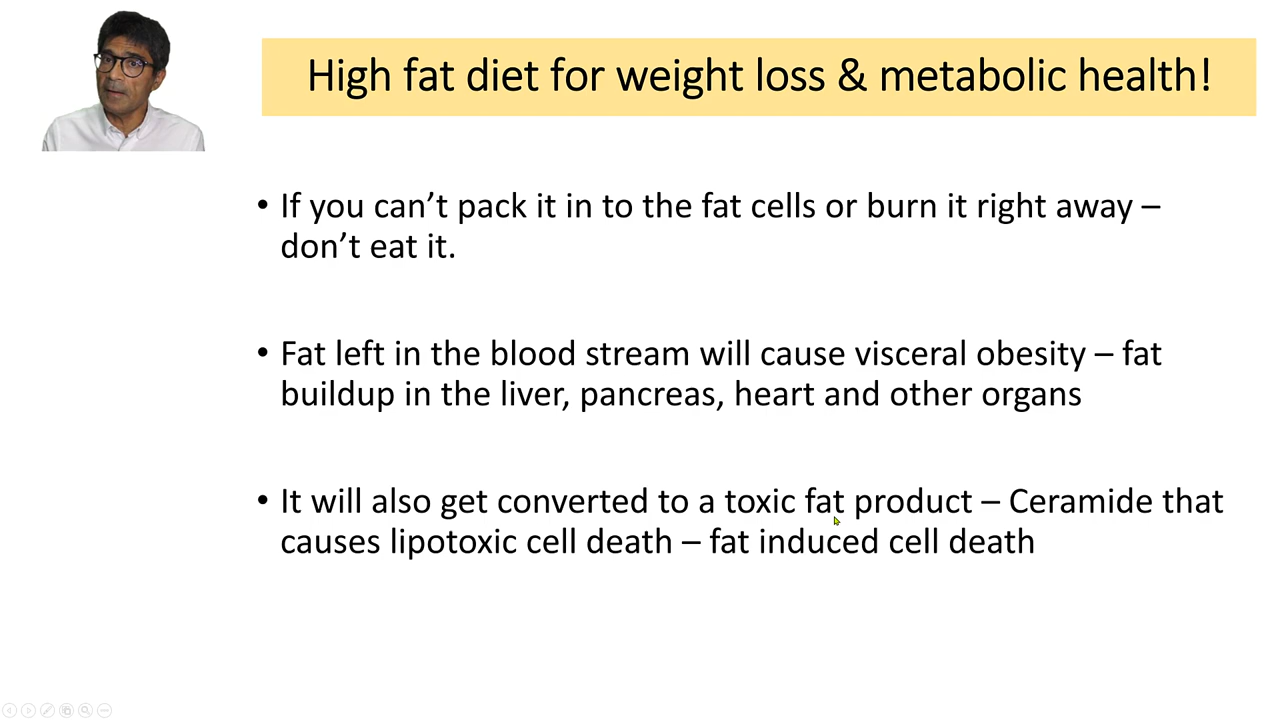 High fat diet for weight loss & metabolic health!
• If you can’t pack it in to the fat cells or burn it right away –
don’t eat it.
• Fat left in the blood stream will cause visceral obesity – fat
buildup in the liver, pancreas, heart and other organs
• It will also get converted to a toxic fat product – Ceramide that
causes lipotoxic cell death – fat induced cell death